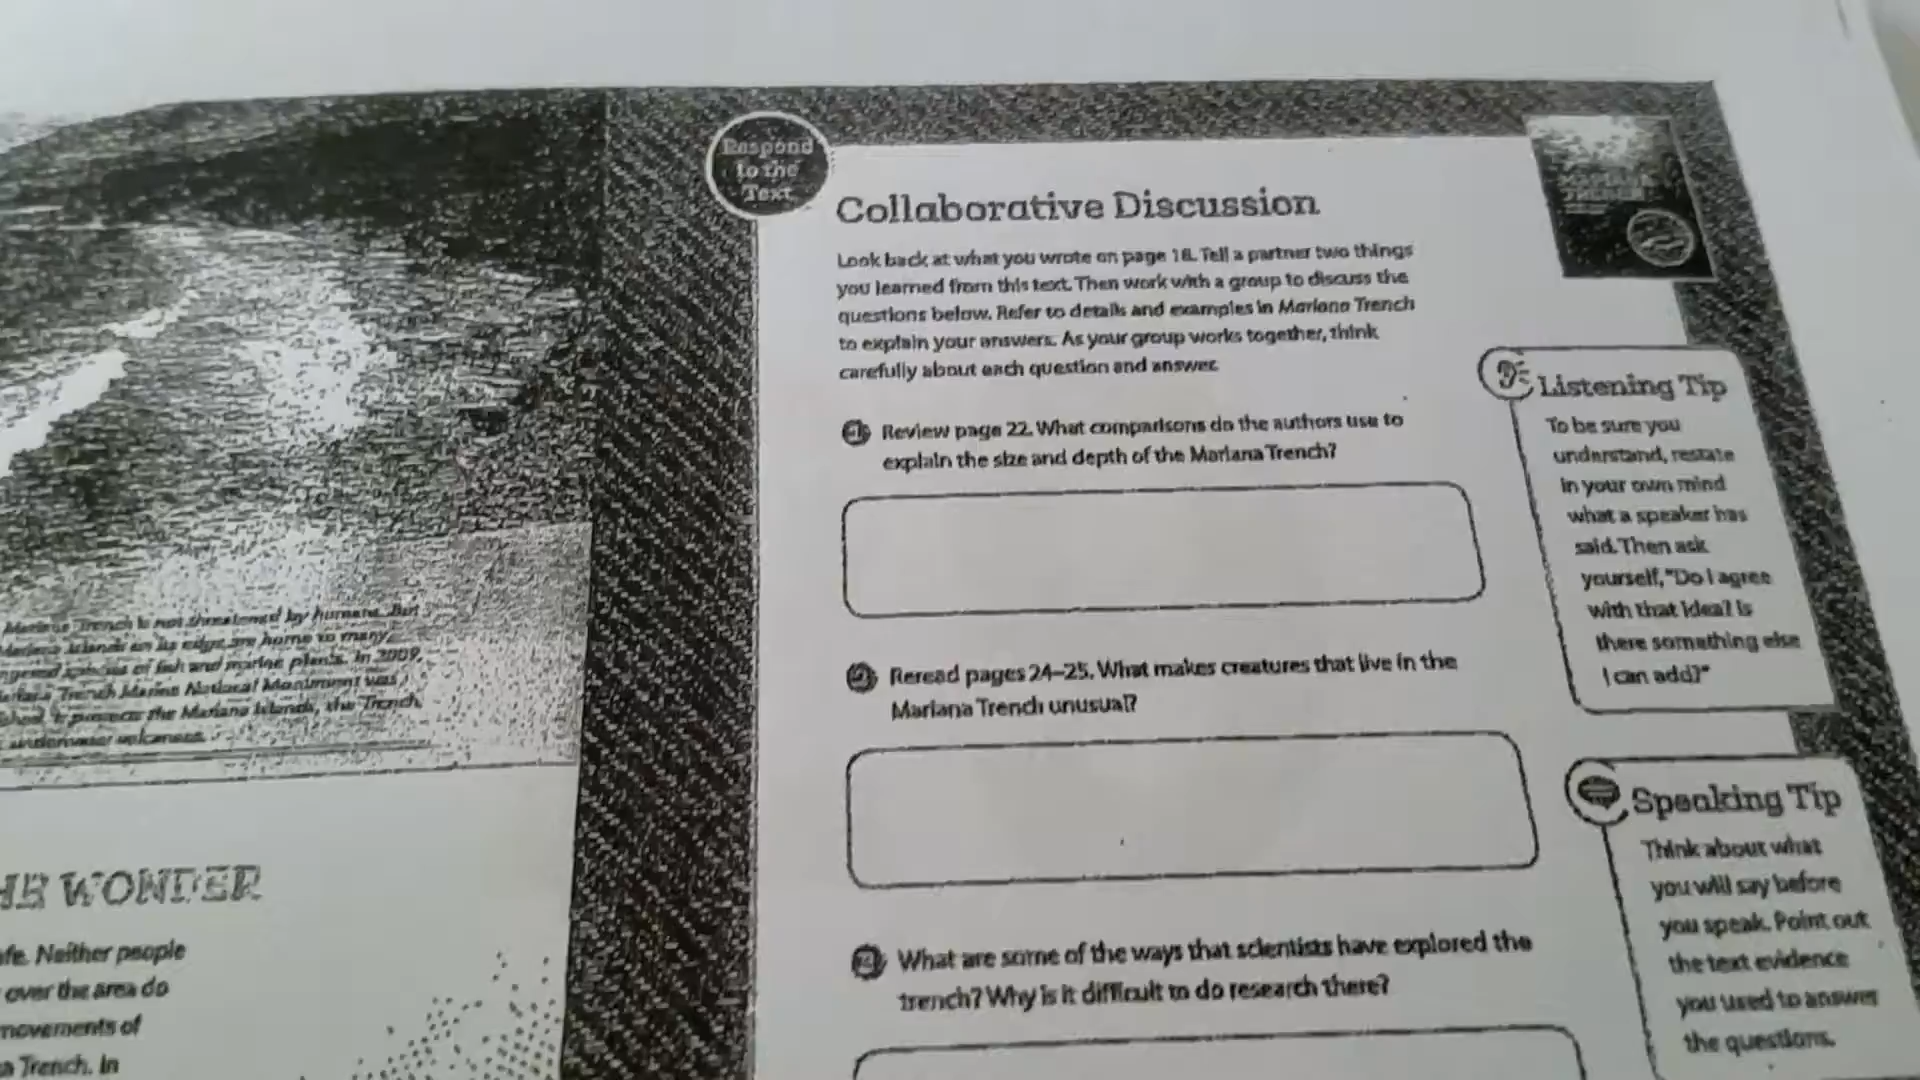 Mariana Trench is not threatened by humans. But
Mariana Islands on its edge are home to many
species of fish and marine plants. In 2009,
Trench Marine National Monument was
protects the Mariana Islands, the Trench,
underwater volcanoes.
WONDER
Neither people
over the area do
movements of
Trench. In
Respond
to the
Text
Collaborative Discussion
Look back at what you wrote on page 18. Tell a partner two things
you learned from this text. Then work with a group to discuss the
questions below. Refer to details and examples in Mariana Trench
to explain your answers. As your group works together, think
carefully about each question and answer.
1 Review page 22. What comparisons do the authors use to
explain the size and depth of the Mariana Trench?
2 Reread pages 24–25. What makes creatures that live in the
Mariana Trench unusual?
3 What are some of the ways that scientists have explored the
trench? Why is it difficult to do research there?
Listening Tip
To be sure you
understand, restate
in your own mind
what a speaker has
said. Then ask
yourself, "Do I agree
with that idea? Is
there something else
I can add?"
Speaking Tip
Think about what
you will say before
you speak. Point out
the text evidence
you used to answer
the questions.